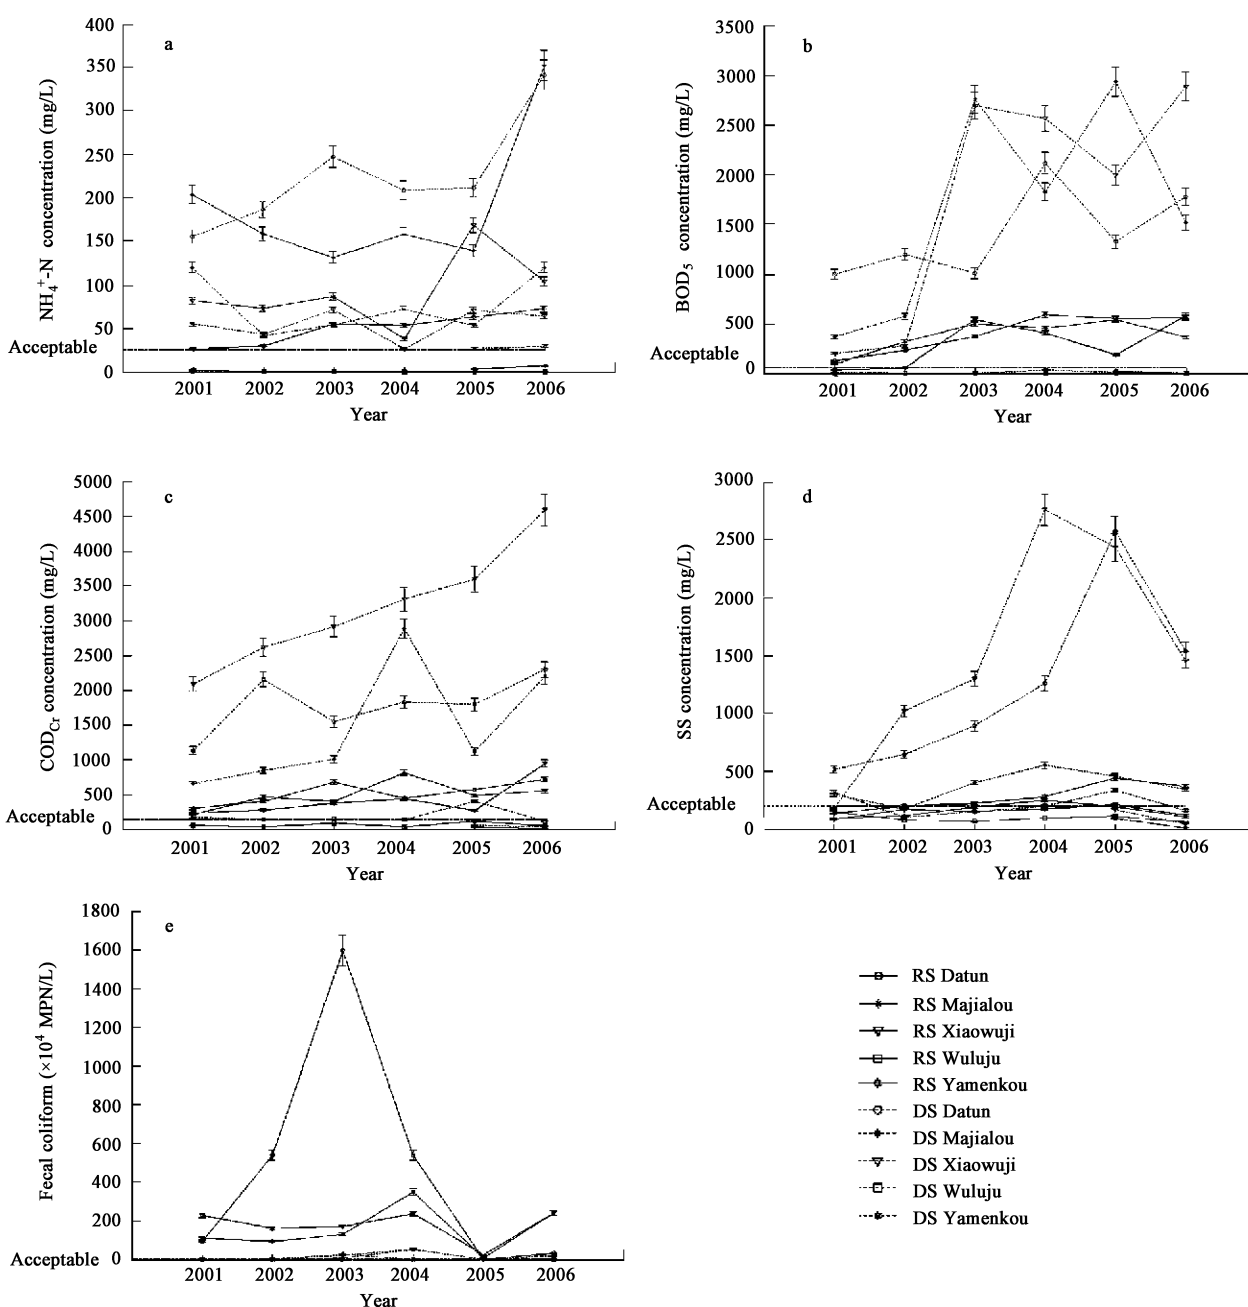 a
NH₄⁺-N concentration (mg/L)
400
350
300
250
200
150
100
50
Acceptable
0
2001 2002 2003 2004 2005 2006
Year
b
BOD₅ concentration (mg/L)
3500
3000
2500
2000
1500
1000
500
Acceptable
0
2001 2002 2003 2004 2005 2006
Year
c
COD_Cr concentration (mg/L)
5000
4500
4000
3500
3000
2500
2000
1500
1000
500
Acceptable
0
2001 2002 2003 2004 2005 2006
Year
d
SS concentration (mg/L)
3000
2500
2000
1500
1000
500
Acceptable
0
2001 2002 2003 2004 2005 2006
Year
e
Fecal coliform (×10⁴ MPN/L)
1800
1600
1400
1200
1000
800
600
400
200
Acceptable 0
2001 2002 2003 2004 2005 2006
Year
RS Datun
RS Majialou
RS Xiaowuji
RS Wuluju
RS Yamenkou
DS Datun
DS Majialou
DS Xiaowuji
DS Wuluju
DS Yamenkou